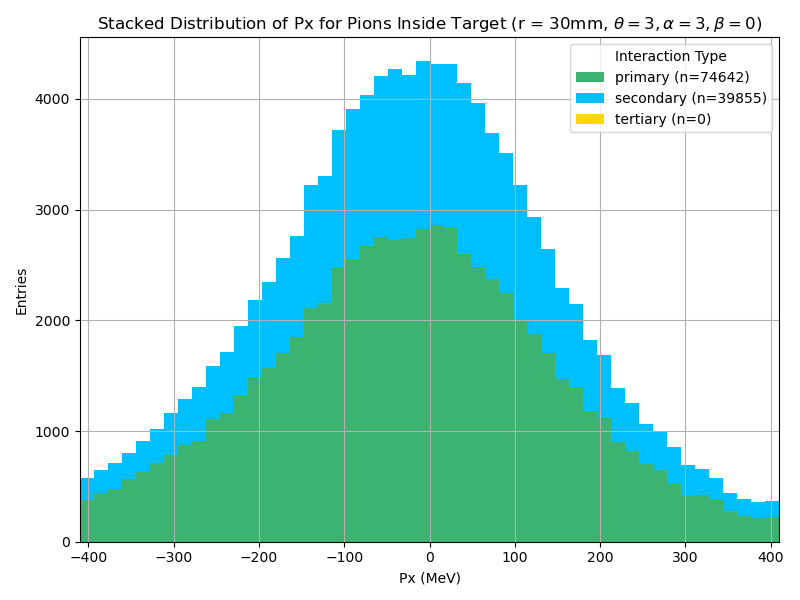 Stacked Distribution of Px for Pions Inside Target (r = 30mm, θ = 3, α = 3, β = 0)
Interaction Type
primary (n=74642)
secondary (n=39855)
tertiary (n=0)
Entries
4000
3000
2000
1000
0
−400 −300 −200 −100 0 100 200 300 400
Px (MeV)